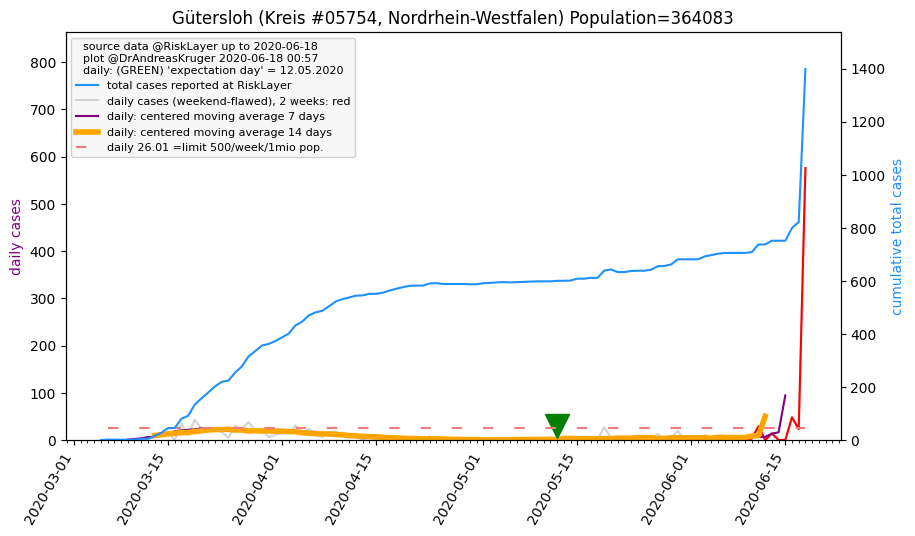 Gütersloh (Kreis #05754, Nordrhein-Westfalen) Population=364083
source data @RiskLayer up to 2020-06-18
plot @DrAndreasKruger 2020-06-18 00:57
daily: (GREEN) 'expectation day' = 12.05.2020
total cases reported at RiskLayer
daily cases (weekend-flawed), 2 weeks: red
daily: centered moving average 7 days
daily: centered moving average 14 days
daily 26.01 =limit 500/week/1mio pop.
daily cases
800
700
600
500
400
300
200
100
0
cumulative total cases
1400
1200
1000
800
600
400
200
0
2020-03-01
2020-03-15
2020-04-01
2020-04-15
2020-05-01
2020-05-15
2020-06-01
2020-06-15